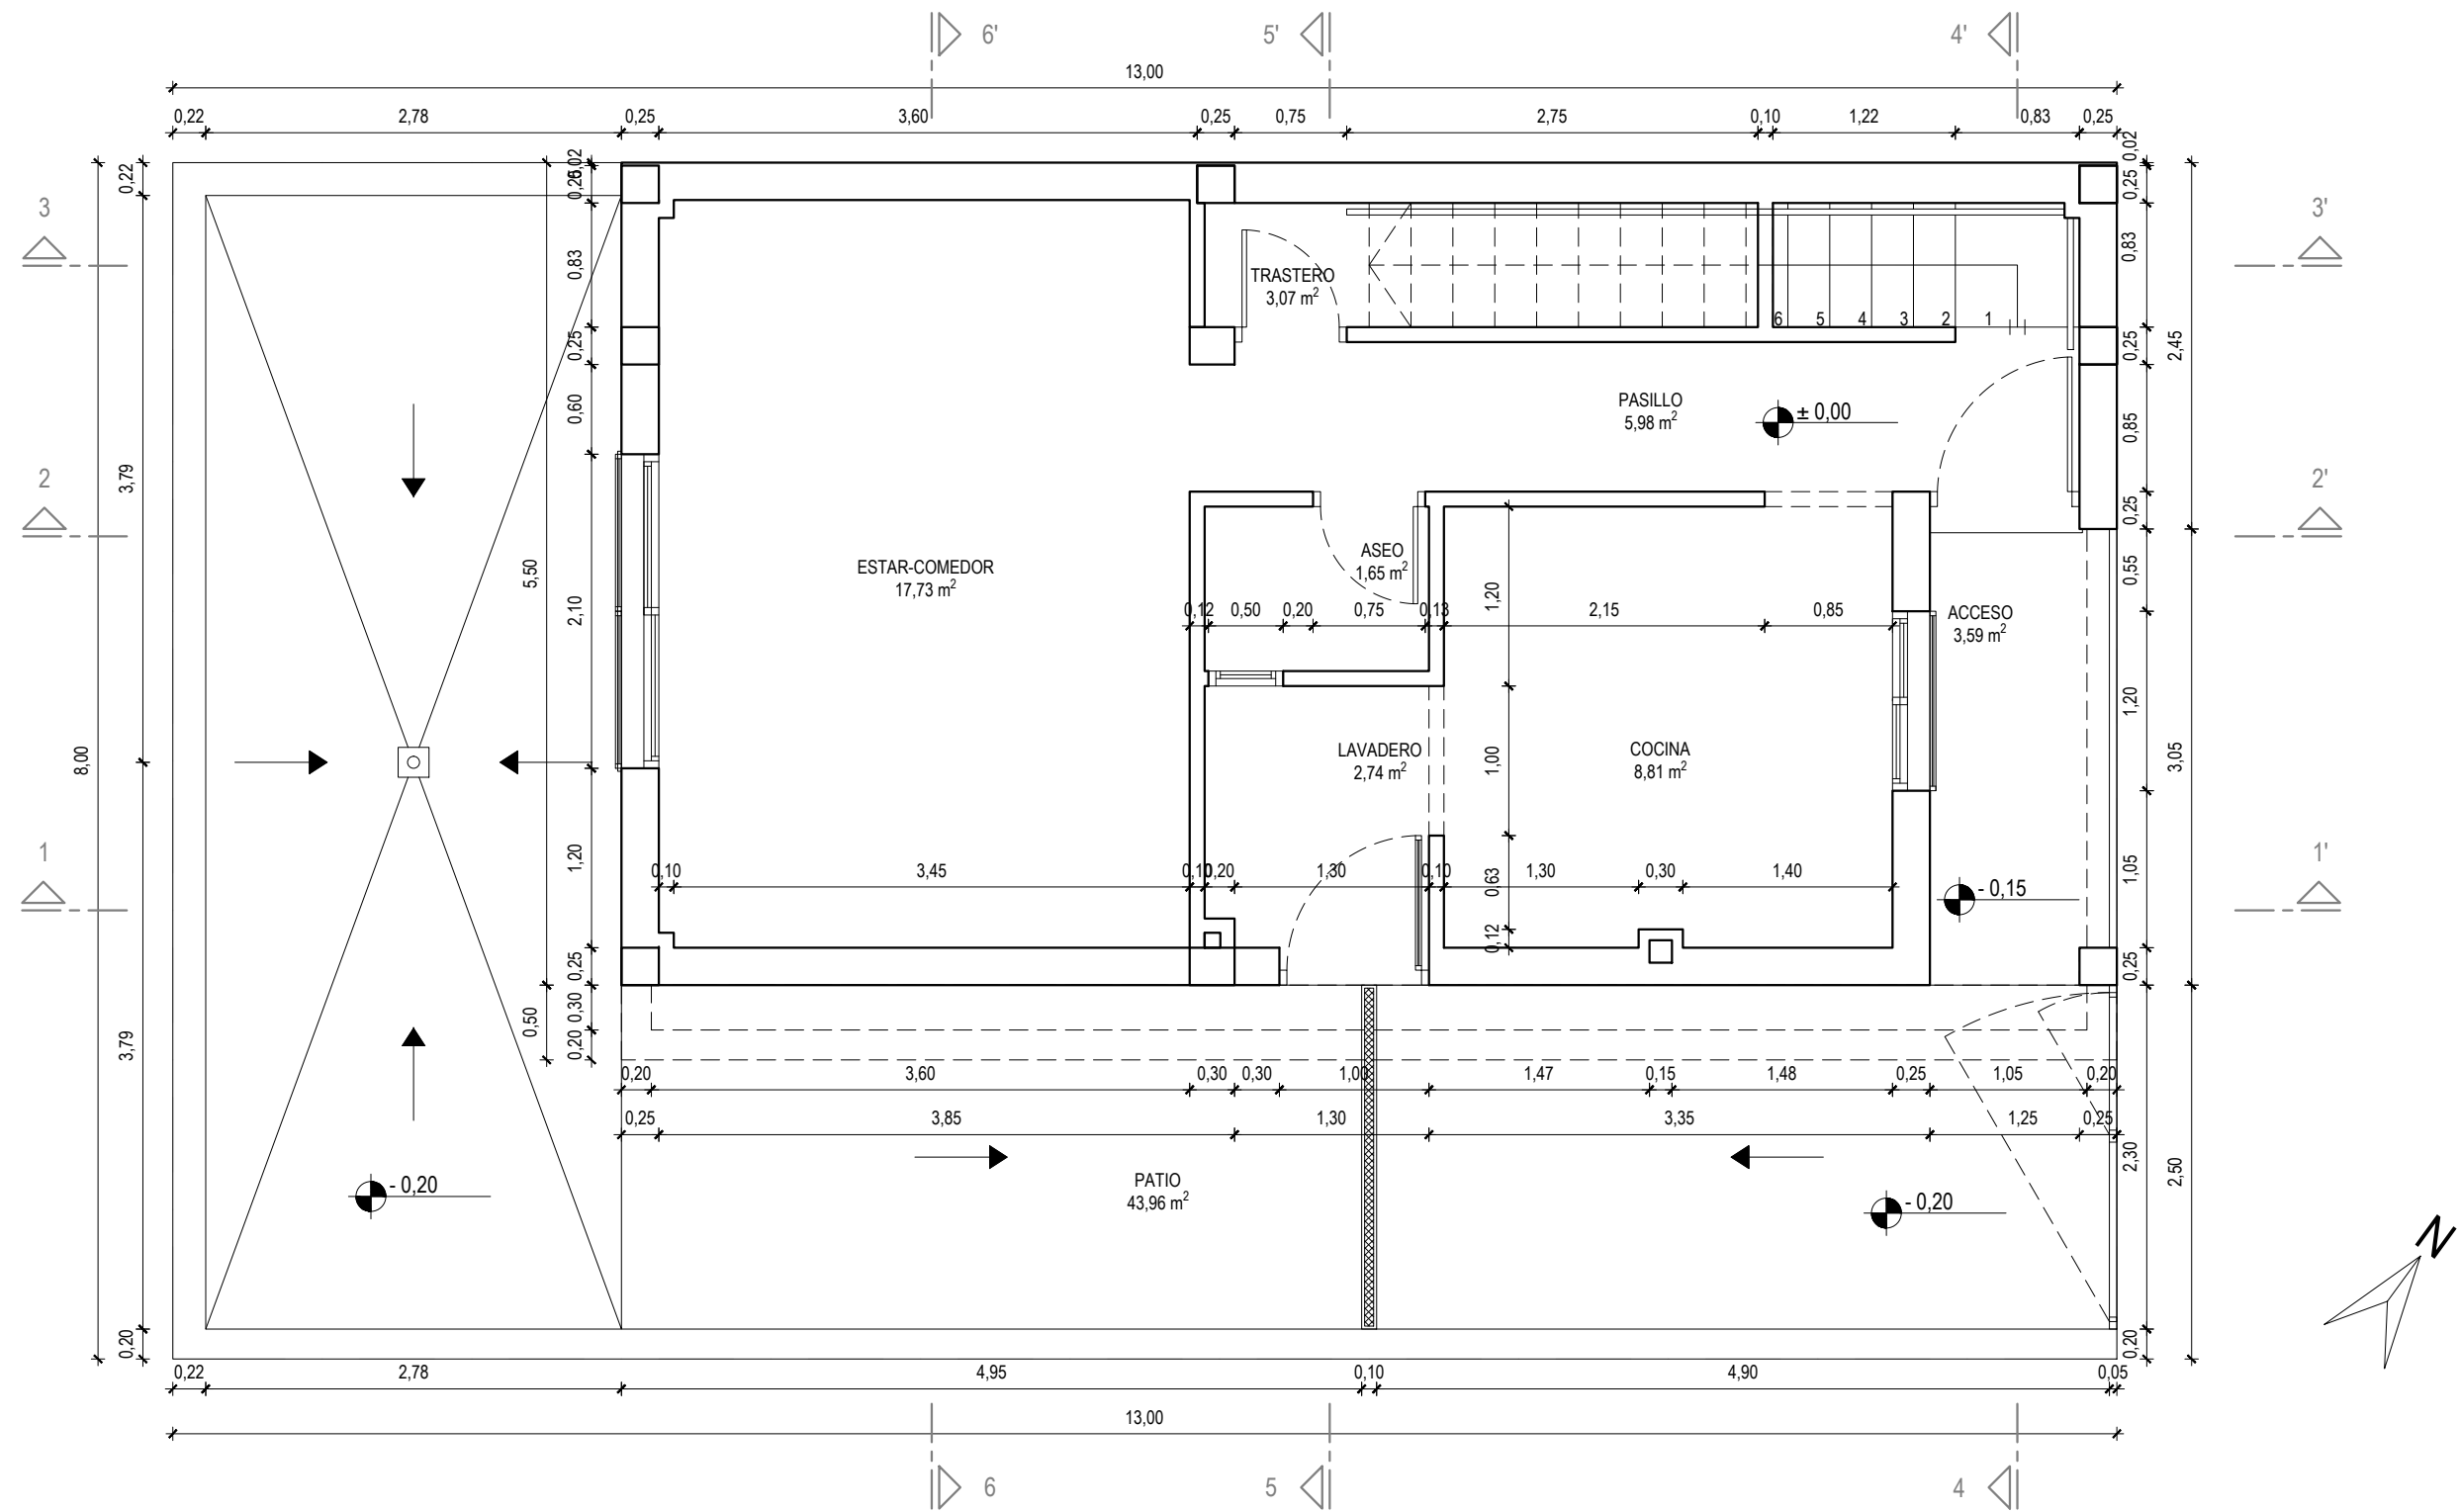 6' 5' 4'
13,00
0,22 2,78 0,25 3,60 0,25 0,75 2,75 0,10 1,22 0,83 0,25
0,22
3,79
3,79
0,20
8,00
5,50
0,50
0,02
0,25
0,83
0,25
0,60
2,10
1,20
0,25
0,30
0,20
0,02
0,25
0,83
0,25
0,85
0,25
0,55
1,20
1,05
0,25
2,30
0,20
2,45
3,05
2,50
3 3'
2 2'
1 1'
TRASTERO
3,07 m²
6 5 4 3 2 1
PASILLO
5,98 m²
± 0,00
ESTAR-COMEDOR
17,73 m²
ASEO
1,65 m²
ACCESO
3,59 m²
0,12 0,50 0,20 0,75 0,13 2,15 0,85
1,20
1,00
0,63
0,12
LAVADERO
2,74 m²
COCINA
8,81 m²
0,10 3,45 0,10 0,20 1,30 0,10 1,30 0,30 1,40
- 0,15
0,20 3,60 0,30 0,30 1,00 1,47 0,15 1,48 0,25 1,05 0,20
0,25 3,85 1,30 3,35 1,25 0,25
PATIO
43,96 m²
- 0,20
- 0,20
N
0,22 2,78 4,95 0,10 4,90 0,05
13,00
6 5 4